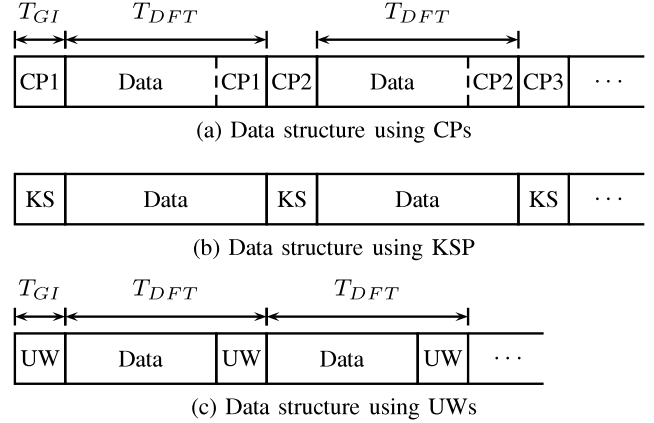 T_GI T_DFT T_DFT
CP1 Data CP1 CP2 Data CP2 CP3 ···
(a) Data structure using CPs
KS Data KS Data KS ···
(b) Data structure using KSP
T_GI T_DFT T_DFT
UW Data UW Data UW ···
(c) Data structure using UWs